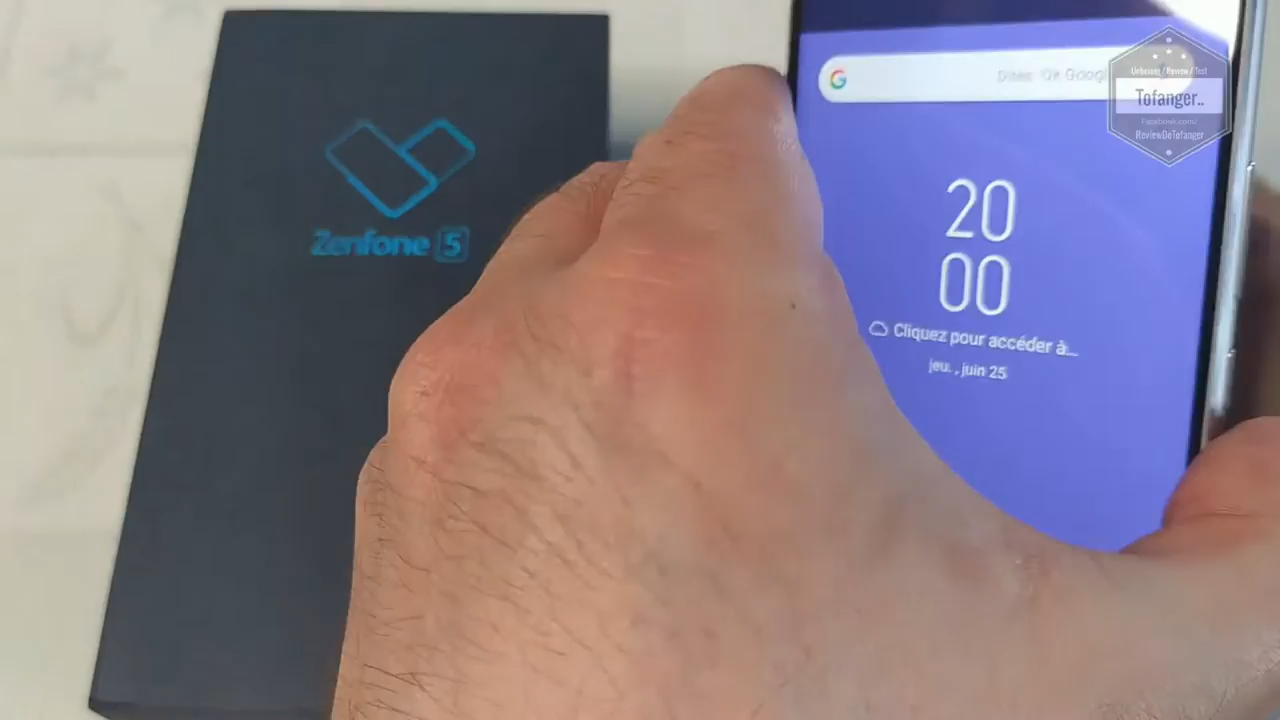 Zenfone 5
Dites "Ok Googl
20
00
Cliquez pour accéder à...
jeu. , juin 25
Unboxing / Review / Test
Tofanger..
Facebook.com/
ReviewDeTofanger